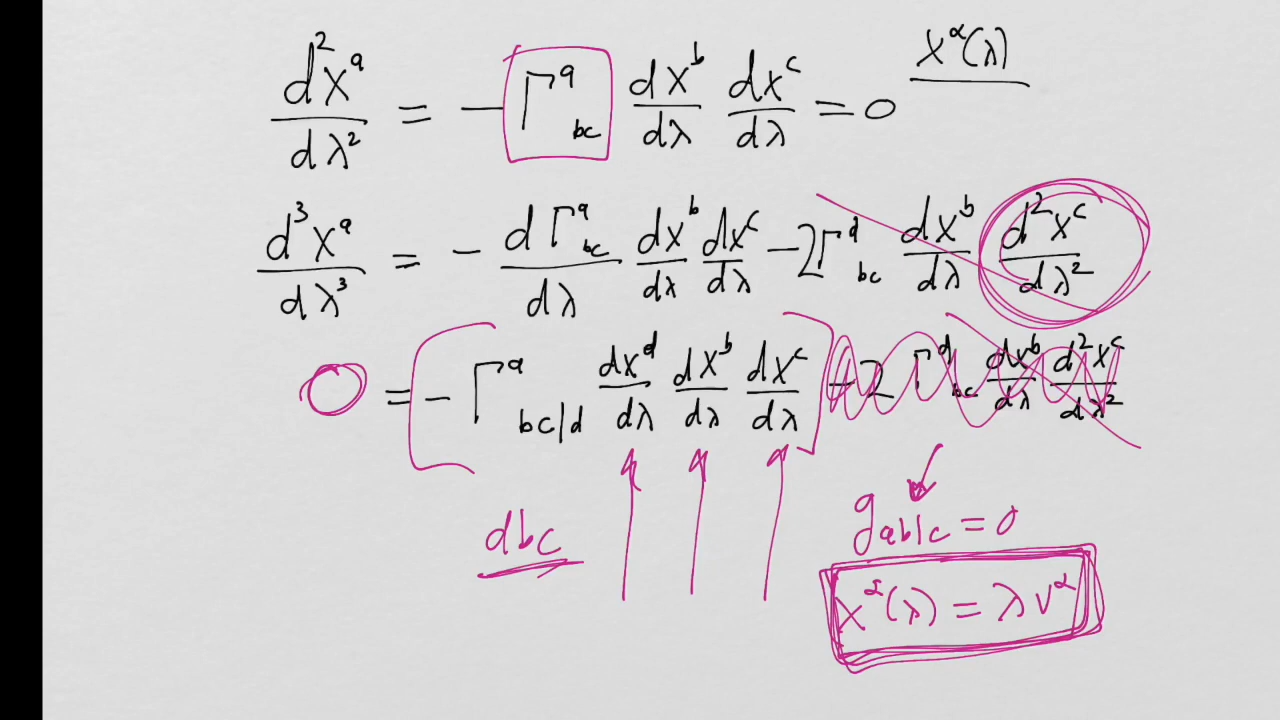 x^α(λ)
d²x^a/dλ² = −Γ^a_bc dx^b/dλ dx^c/dλ = 0
d³x^a/dλ³ = − dΓ^a_bc/dλ dx^b/dλ dx^c/dλ − 2Γ^a_bc dx^b/dλ d²x^c/dλ²
0 = [−Γ^a_bc|d dx^d/dλ dx^b/dλ dx^c/dλ] − 2Γ^d_bc dx^b/dλ d²x^c/dλ²
dbc
g_ab|c = 0
x^α(λ) = λv^α